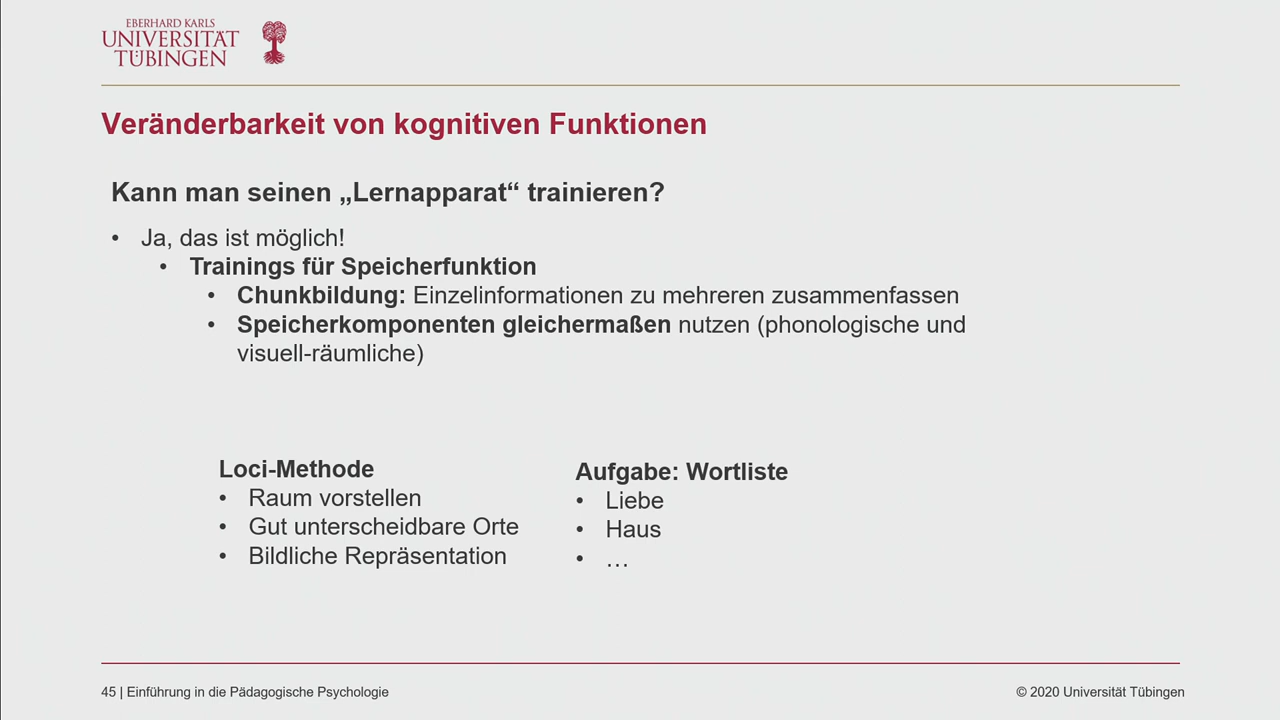 EBERHARD KARLS
UNIVERSITÄT
TÜBINGEN
Veränderbarkeit von kognitiven Funktionen
Kann man seinen „Lernapparat“ trainieren?
• Ja, das ist möglich!
• Trainings für Speicherfunktion
• Chunkbildung: Einzelinformationen zu mehreren zusammenfassen
• Speicherkomponenten gleichermaßen nutzen (phonologische und
visuell-räumliche)
Loci-Methode
• Raum vorstellen
• Gut unterscheidbare Orte
• Bildliche Repräsentation
Aufgabe: Wortliste
• Liebe
• Haus
• …
45 | Einführung in die Pädagogische Psychologie
© 2020 Universität Tübingen